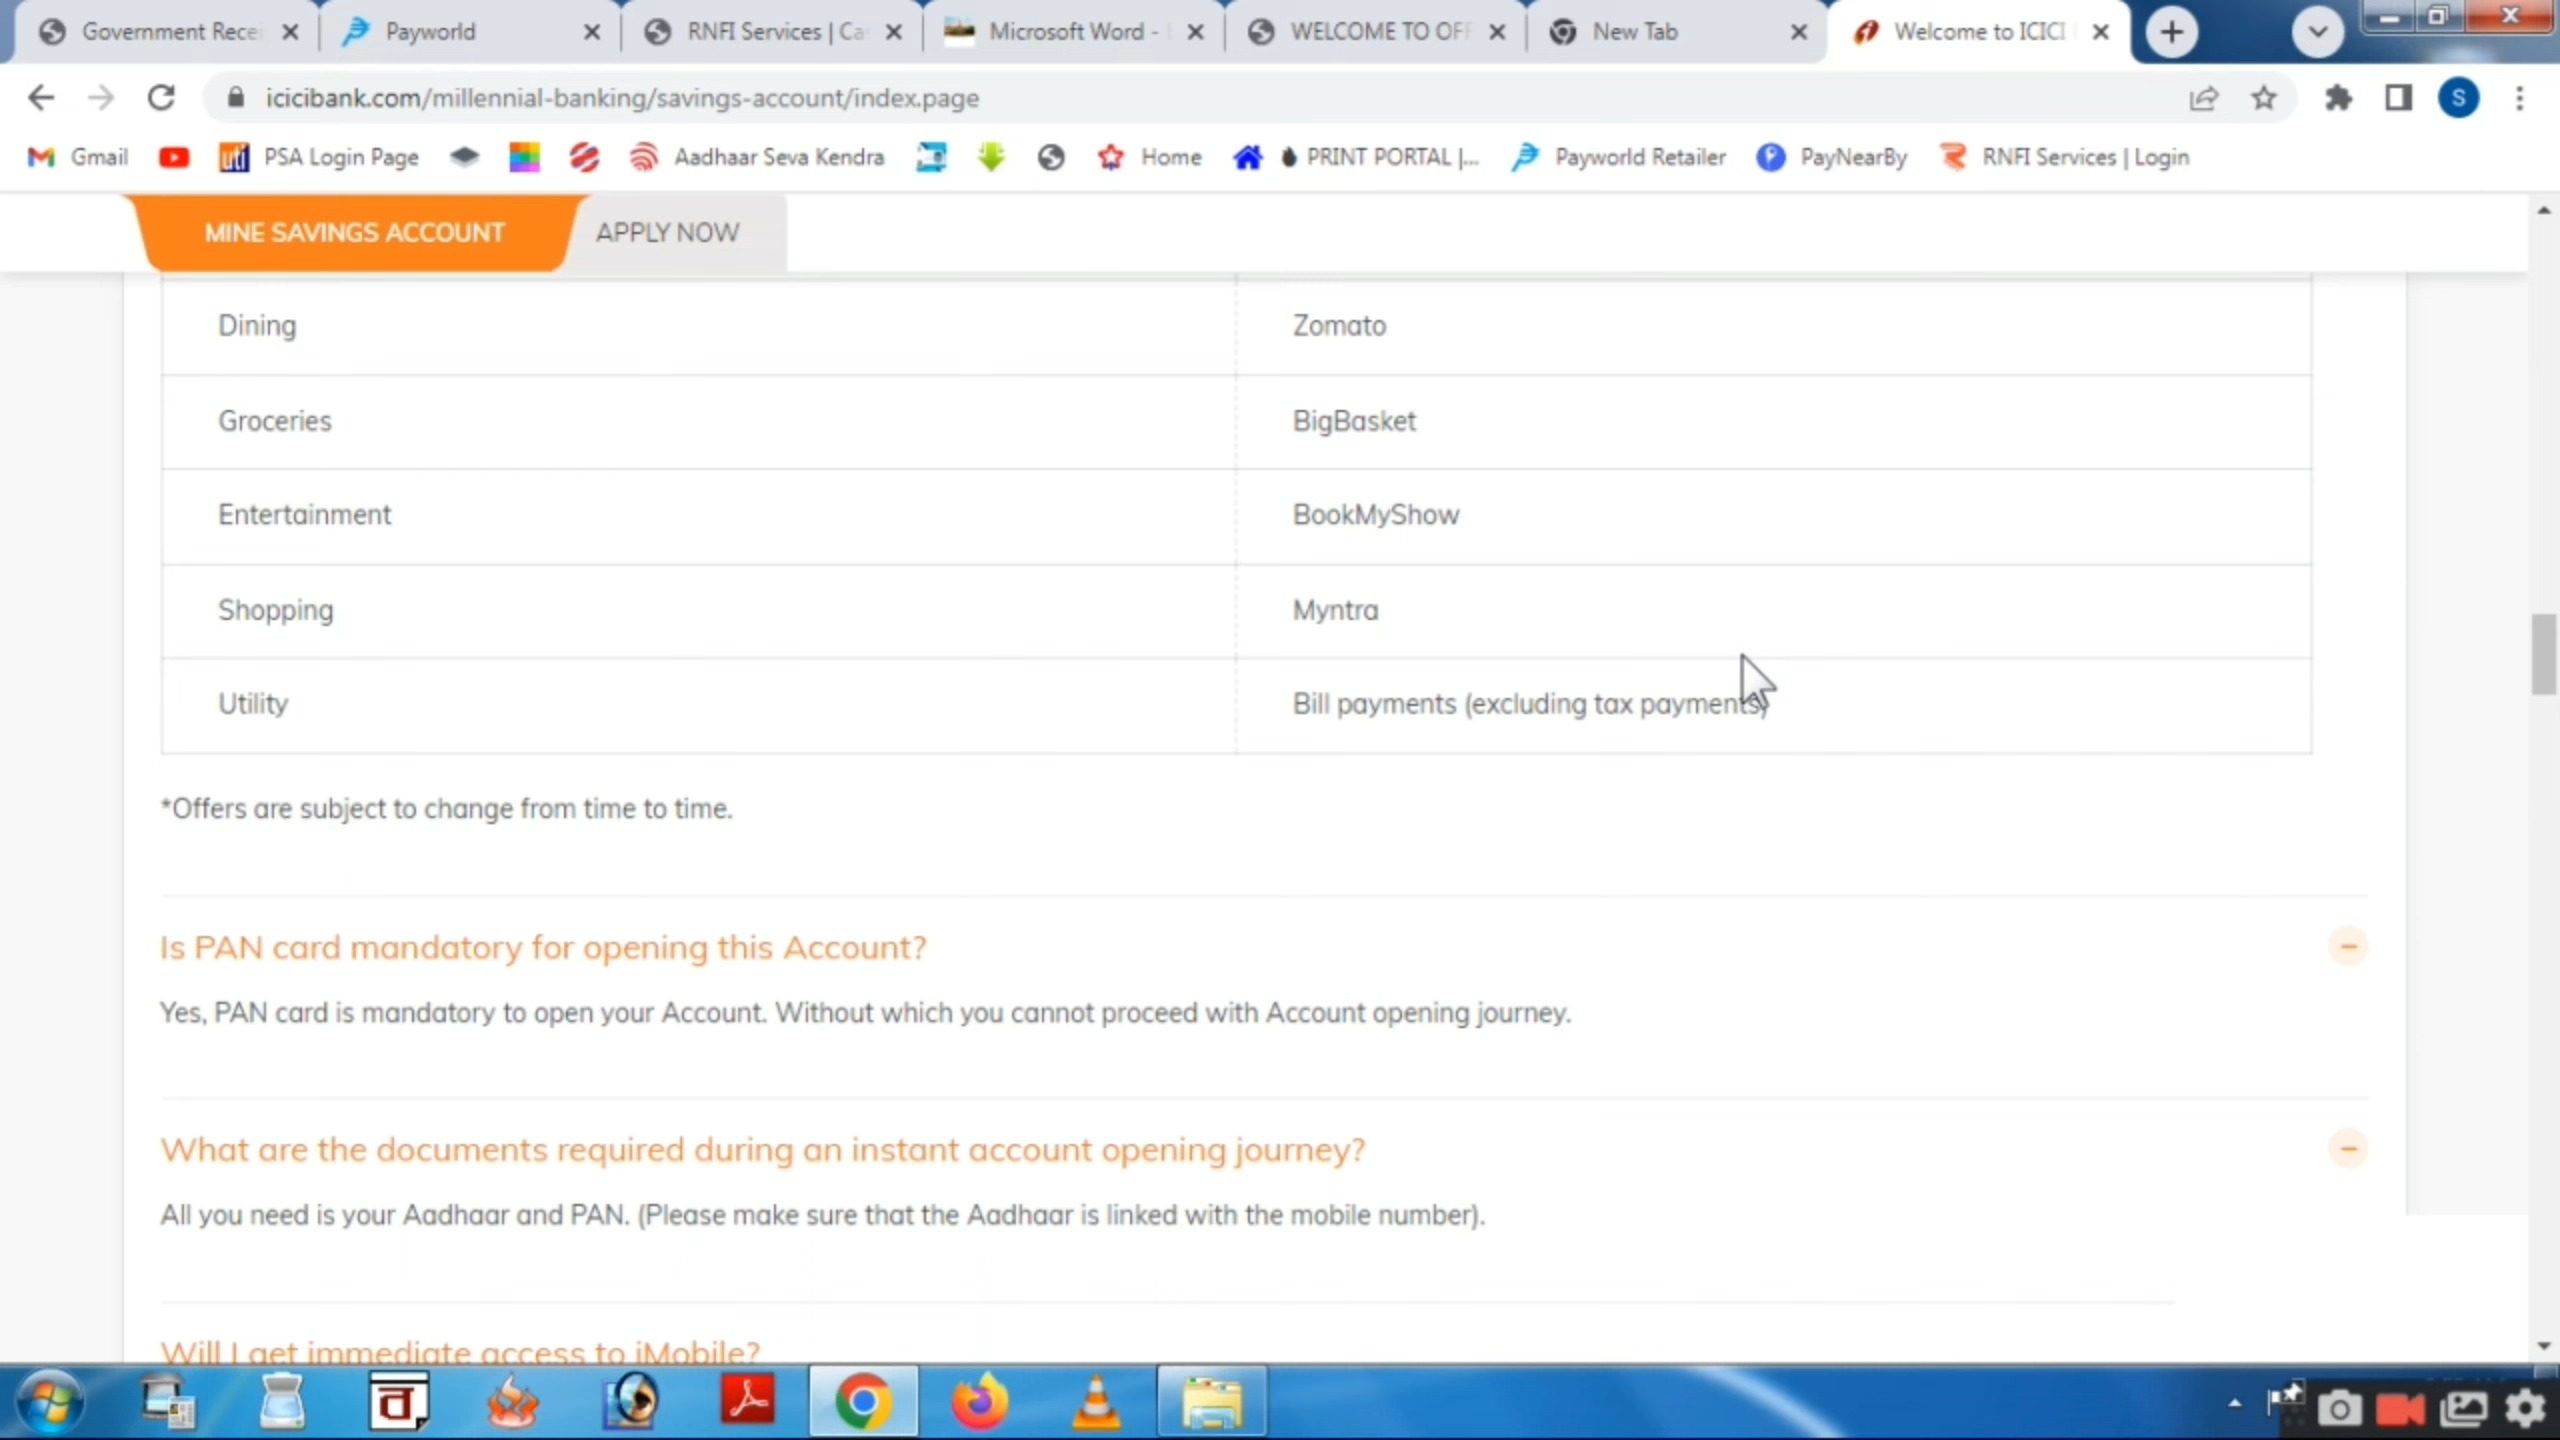 Government Recei
Payworld
RNFI Services | Ca
Microsoft Word -
WELCOME TO OFF
New Tab
Welcome to ICICI
icicibank.com/millennial-banking/savings-account/index.page
S
Gmail
uti
PSA Login Page
Aadhaar Seva Kendra
Home
PRINT PORTAL |...
Payworld Retailer
PayNearBy
RNFI Services | Login
MINE SAVINGS ACCOUNT
APPLY NOW
Dining
Zomato
Groceries
BigBasket
Entertainment
BookMyShow
Shopping
Myntra
Utility
Bill payments (excluding tax payments)
*Offers are subject to change from time to time.
Is PAN card mandatory for opening this Account?
Yes, PAN card is mandatory to open your Account. Without which you cannot proceed with Account opening journey.
What are the documents required during an instant account opening journey?
All you need is your Aadhaar and PAN. (Please make sure that the Aadhaar is linked with the mobile number).
Will I get immediate access to iMobile?